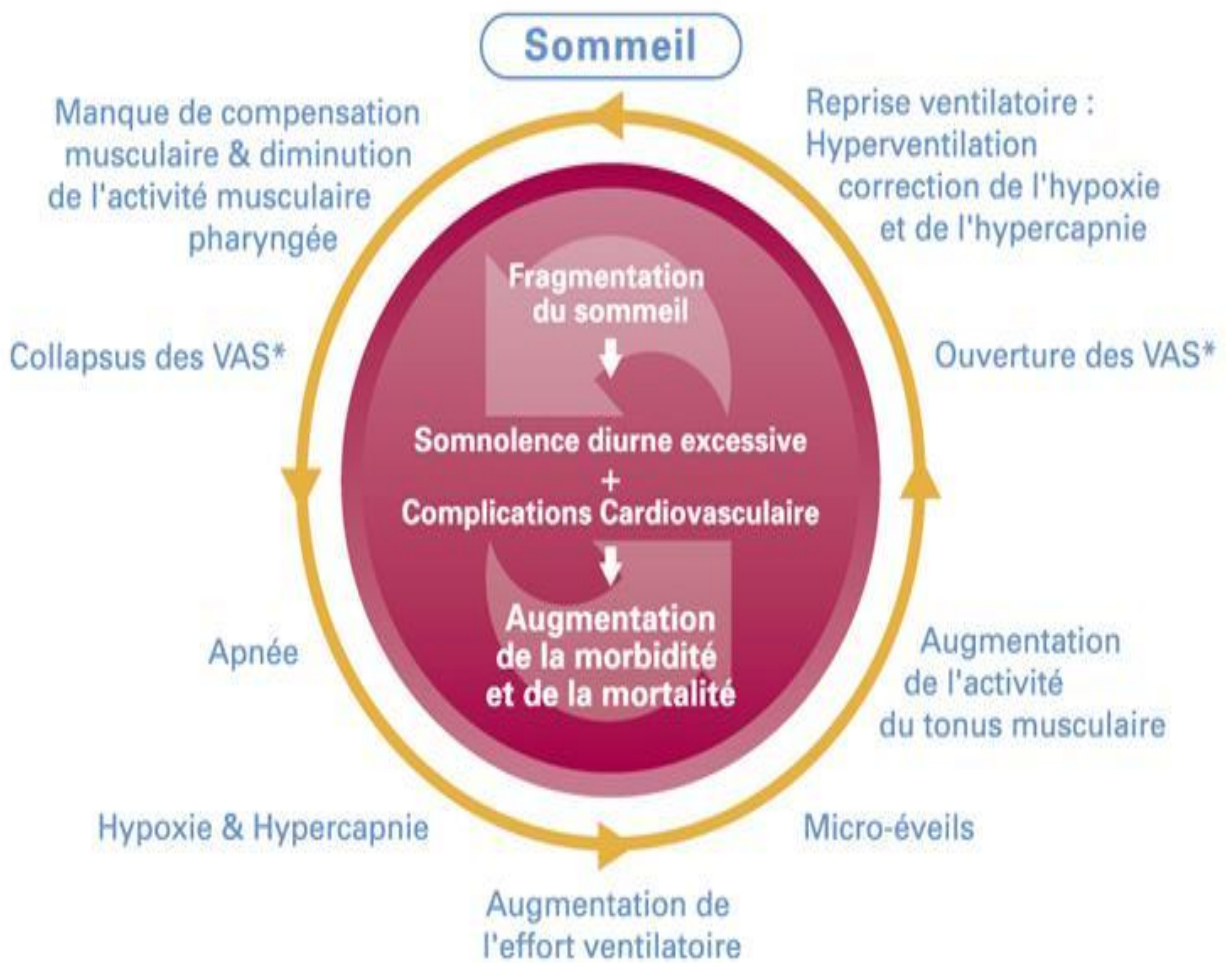 Sommeil
Manque de compensation
musculaire & diminution
de l'activité musculaire
pharyngée
Collapsus des VAS*
Apnée
Hypoxie & Hypercapnie
Augmentation de
l'effort ventilatoire
Micro-éveils
Augmentation
de l'activité
du tonus musculaire
Ouverture des VAS*
Reprise ventilatoire :
Hyperventilation
correction de l'hypoxie
et de l'hypercapnie
Fragmentation
du sommeil
Somnolence diurne excessive
+
Complications Cardiovasculaire
Augmentation
de la morbidité
et de la mortalité